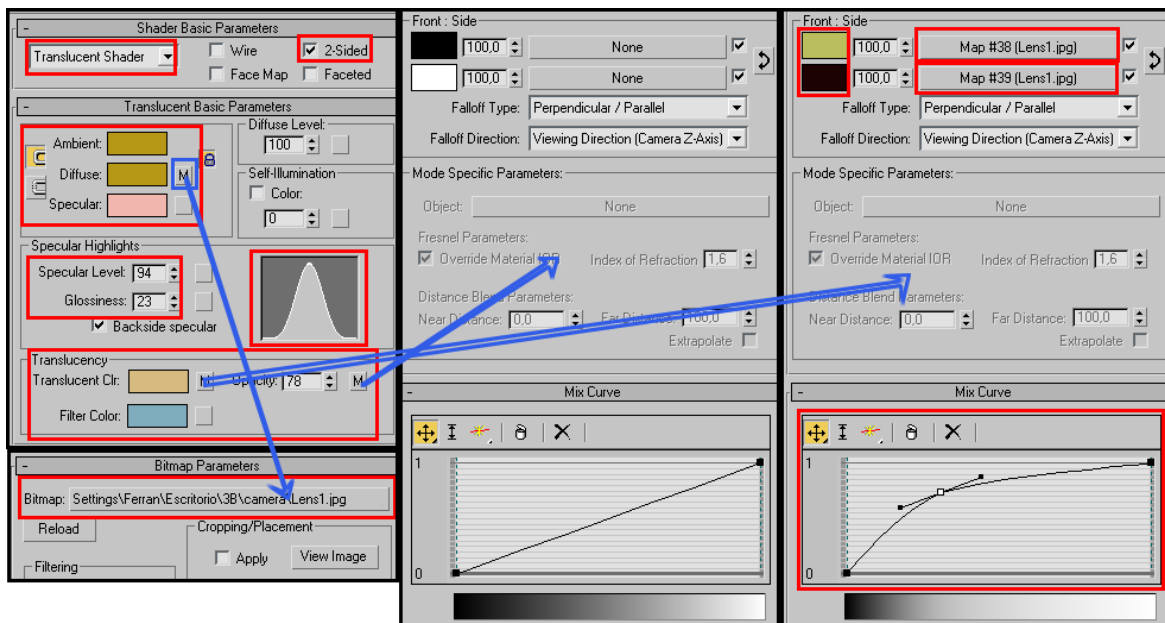 - Shader Basic Parameters
Translucent Shader
Wire
2-Sided
Face Map
Faceted
- Translucent Basic Parameters
Ambient:
Diffuse:
M
Specular:
Diffuse Level:
100
Self-Illumination
Color:
0
Specular Highlights
Specular Level: 94
Glossiness: 23
Backside specular
Translucency
Translucent Clr:
M
Opacity: 78
M
Filter Color:
- Bitmap Parameters
Bitmap: Settings\Ferran\Escritorio\3B\camera\Lens1.jpg
Reload
Cropping/Placement
Apply
View Image
Filtering
Front : Side
100,0
None
100,0
None
Falloff Type: Perpendicular / Parallel
Falloff Direction: Viewing Direction (Camera Z-Axis)
Mode Specific Parameters:
Object: None
Fresnel Parameters:
Override Material IOR
Index of Refraction 1,6
Distance Blend Parameters:
Near Distance: 0,0
Far Distance: 100,0
Extrapolate
- Mix Curve
1
0
Front : Side
100,0
Map #38 (Lens1.jpg)
100,0
Map #39 (Lens1.jpg)
Falloff Type: Perpendicular / Parallel
Falloff Direction: Viewing Direction (Camera Z-Axis)
Mode Specific Parameters:
Object: None
Fresnel Parameters:
Override Material IOR
Index of Refraction 1,6
Distance Blend Parameters:
Near Distance: 0,0
Far Distance: 100,0
Extrapolate
- Mix Curve
1
0